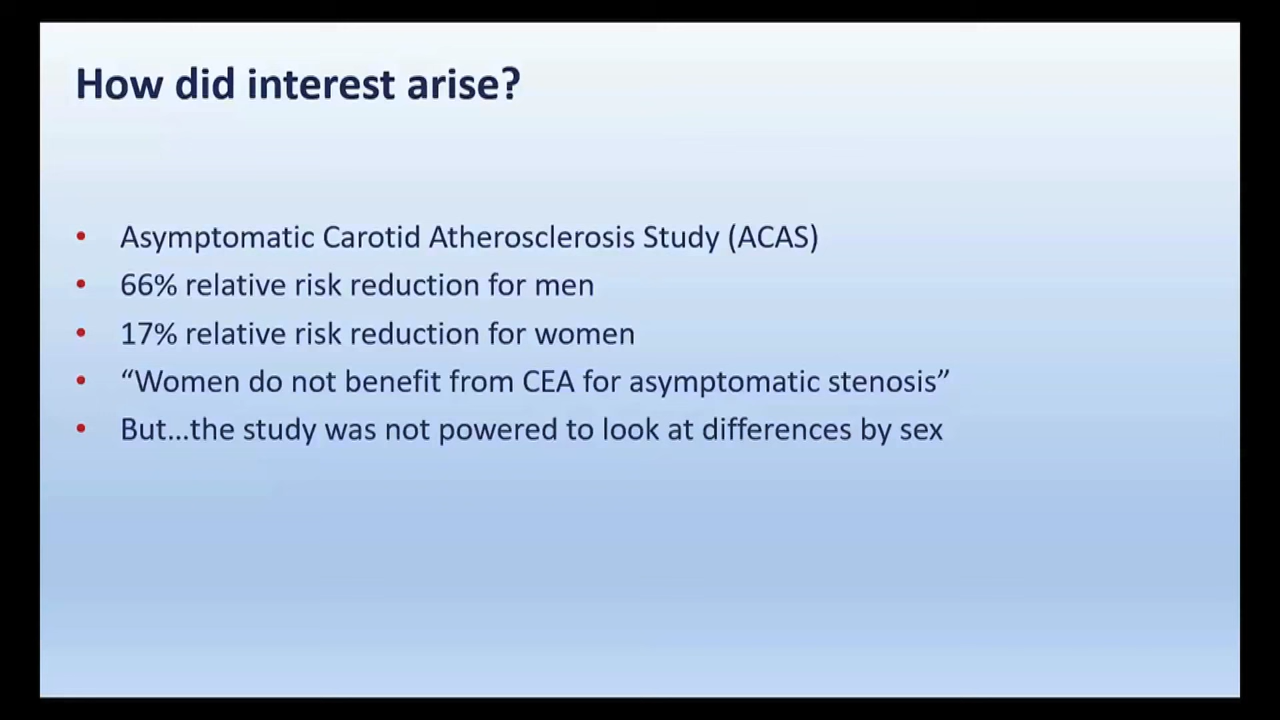 How did interest arise?
• Asymptomatic Carotid Atherosclerosis Study (ACAS)
• 66% relative risk reduction for men
• 17% relative risk reduction for women
• “Women do not benefit from CEA for asymptomatic stenosis”
• But...the study was not powered to look at differences by sex